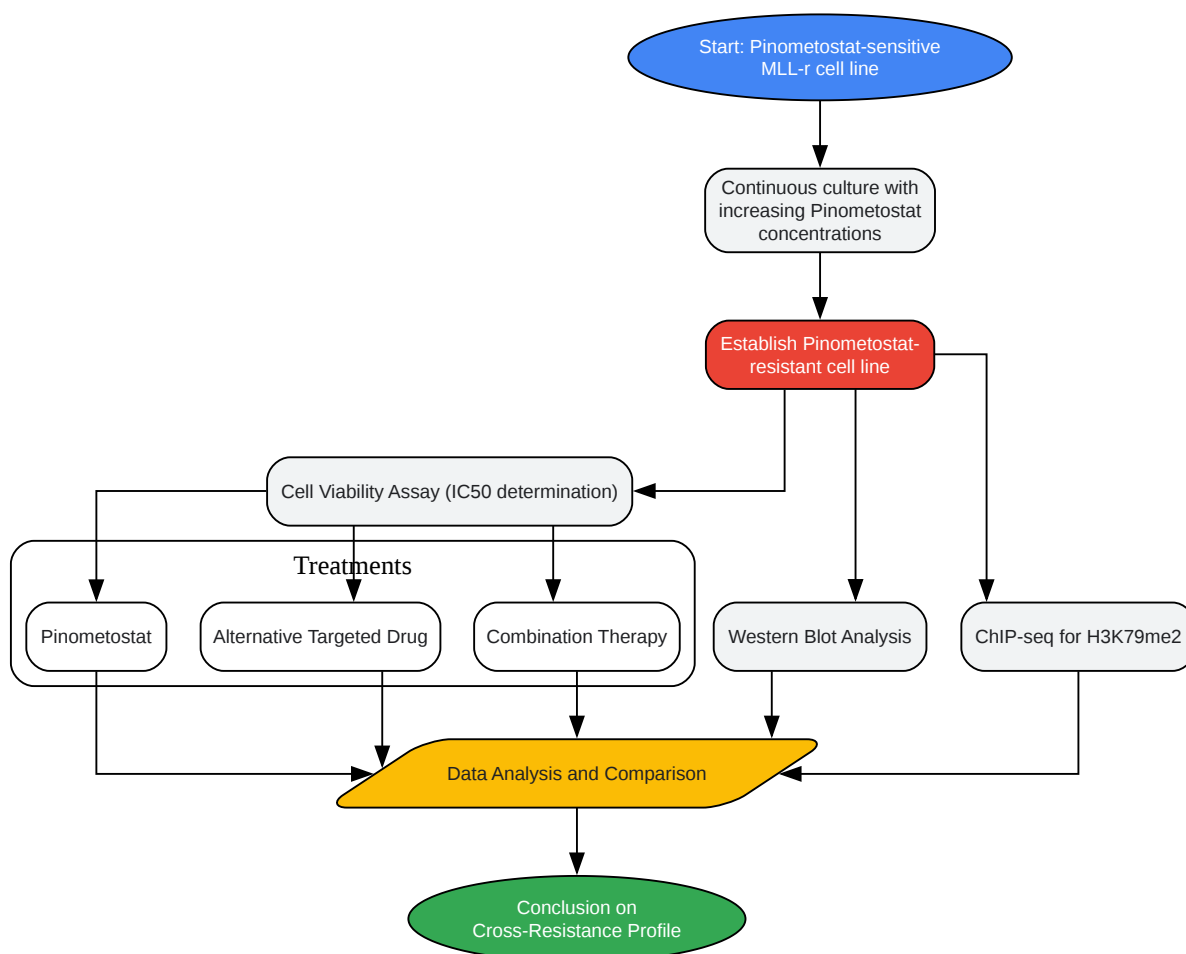 Start: Pinometostat-sensitive
MLL-r cell line
Continuous culture with
increasing Pinometostat
concentrations
Establish Pinometostat-
resistant cell line
Cell Viability Assay (IC50 determination)
Treatments
Pinometostat
Alternative Targeted Drug
Combination Therapy
Western Blot Analysis
ChIP-seq for H3K79me2
Data Analysis and Comparison
Conclusion on
Cross-Resistance Profile